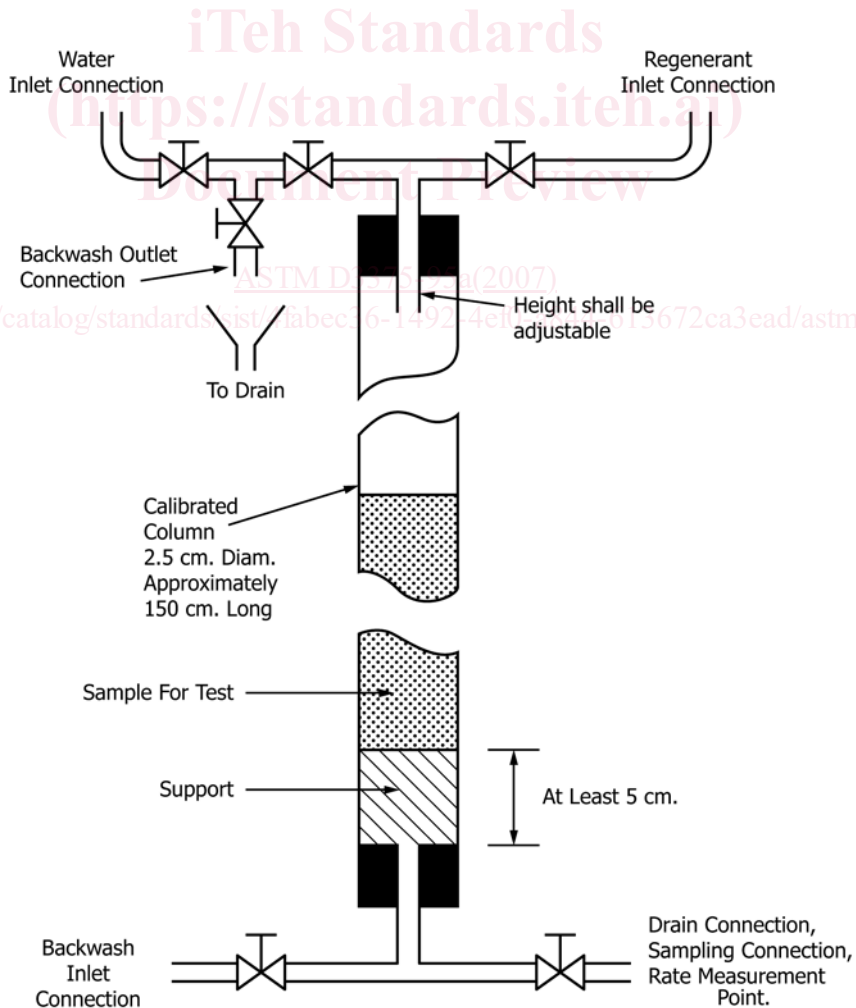 iTeh Standards
(https://standards.iteh.ai)
Document Preview
Water
Inlet Connection
Regenerant
Inlet Connection
Backwash Outlet
Connection
To Drain
Height shall be
adjustable
Calibrated
Column
2.5 cm. Diam.
Approximately
150 cm. Long
Sample For Test
Support
At Least 5 cm.
Backwash
Inlet
Connection
Drain Connection,
Sampling Connection,
Rate Measurement
Point.